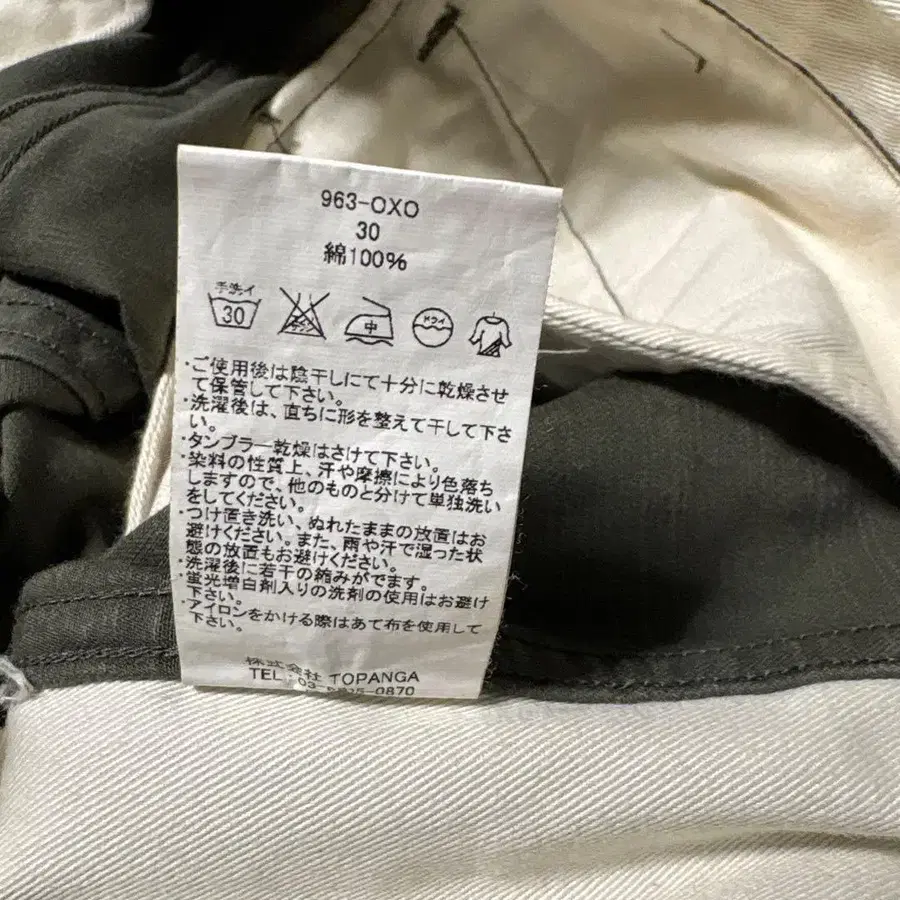 963-OXO
30
綿100%
手洗イ
30
中
ドライ
・ご使用後は陰干しにて十分に乾燥させ
て保管して下さい。
・洗濯後は、直ちに形を整えて干して下さ
い。
・タンブラー乾燥はさけて下さい。
・染料の性質上、汗や摩擦により色落ち
しますので、他のものと分けて単独洗い
をしてください。
・つけ置き洗い、ぬれたままの放置はお
避けください。また、雨や汗で湿った状
態の放置もお避けください。
・洗濯後に若干の縮みがでます。
・蛍光増白剤入りの洗剤の使用はお避け
下さい。
・アイロンをかける際はあて布を使用して
下さい。
株式会社 TOPANGA
TEL:03-